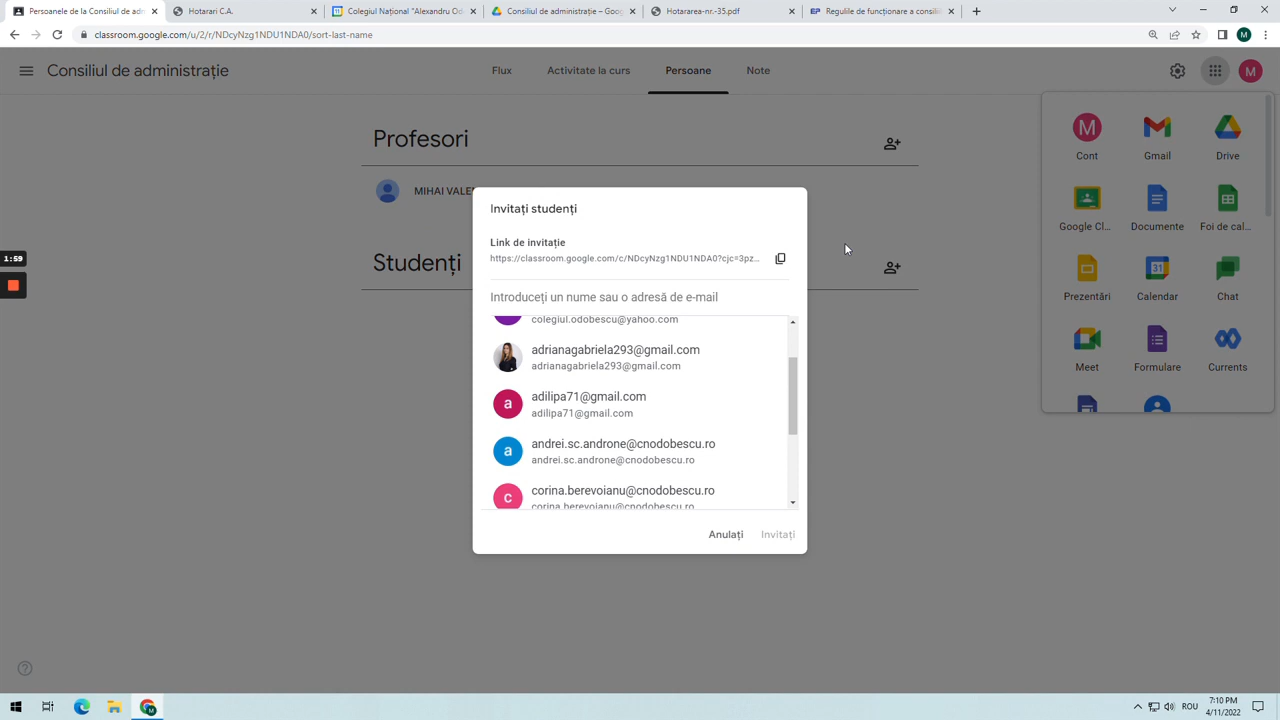 Persoanele de la Consiliul de adm
Hotarari C.A.
Colegiul Național "Alexandru Od
Consiliul de administrație – Goog
Hotararea-nr.-35.pdf
EP
Regulile de funcționare a consilii
M
classroom.google.com/u/2/r/NDcyNzg1NDU1NDA0/sort-last-name
Consiliul de administrație
Flux
Activitate la curs
Persoane
Note
M
Profesori
M
Cont
Gmail
Drive
MIHAI VALEN
Invitați studenți
Google Cl...
Documente
Foi de cal...
Link de invitație
https://classroom.google.com/c/NDcyNzg1NDU1NDA0?cjc=3pz...
1:59
Studenți
Prezentări
Calendar
Chat
Introduceți un nume sau o adresă de e-mail
colegiul.odobescu@yahoo.com
adrianagabriela293@gmail.com
adrianagabriela293@gmail.com
Meet
Formulare
Currents
a
adilipa71@gmail.com
adilipa71@gmail.com
a
andrei.sc.androne@cnodobescu.ro
andrei.sc.androne@cnodobescu.ro
c
corina.berevoianu@cnodobescu.ro
corina.berevoianu@cnodobescu.ro
Anulați
Invitați
ROU
7:10 PM
4/11/2022